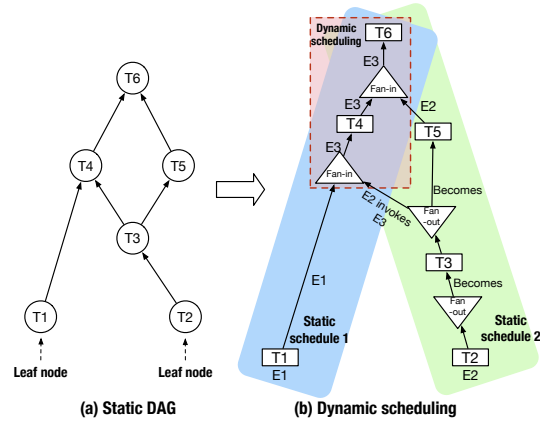 T6
T4
T5
T3
T1
T2
Leaf node
Leaf node
(a) Static DAG
Dynamic
scheduling
T6
E3
Fan-in
E3
E2
T4
T5
E3
Fan-in
Becomes
E2 invokes
E3
Fan
-out
T3
E1
Becomes
Fan
-out
Static
schedule 1
Static
schedule 2
T1
E1
T2
E2
(b) Dynamic scheduling